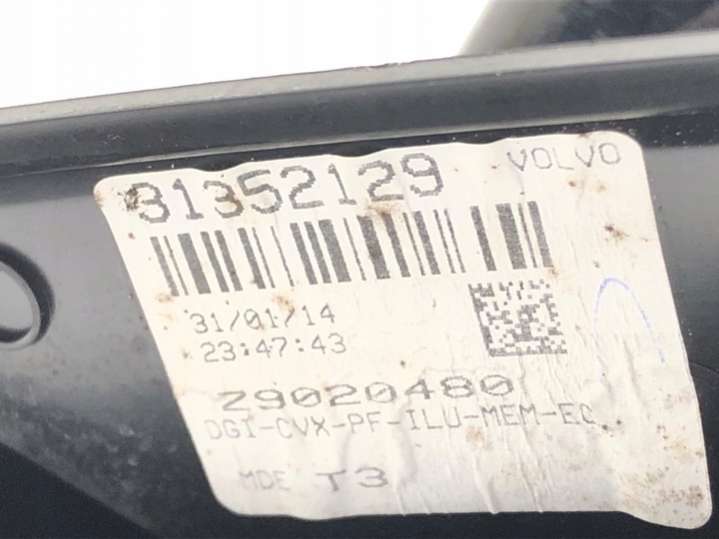 31352129 VOLVO
31/01/14
23:47:43
29020480
DGI-CVX-PF-ILU-MEM-EC
MDE T3